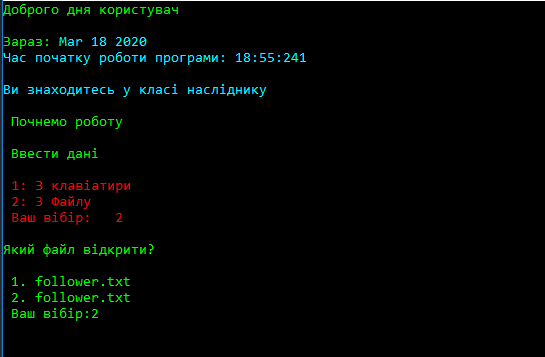 Доброго дня користувач
Зараз: Mar 18 2020
Час початку роботи програми: 18:55:241
Ви знаходитесь у класі насліднику
Почнемо роботу
Ввести дані
1: З клавіатири
2: З Файлу
Ваш вібір:   2
Який файл відкрити?
1. follower.txt
2. follower.txt
Ваш вибір:2